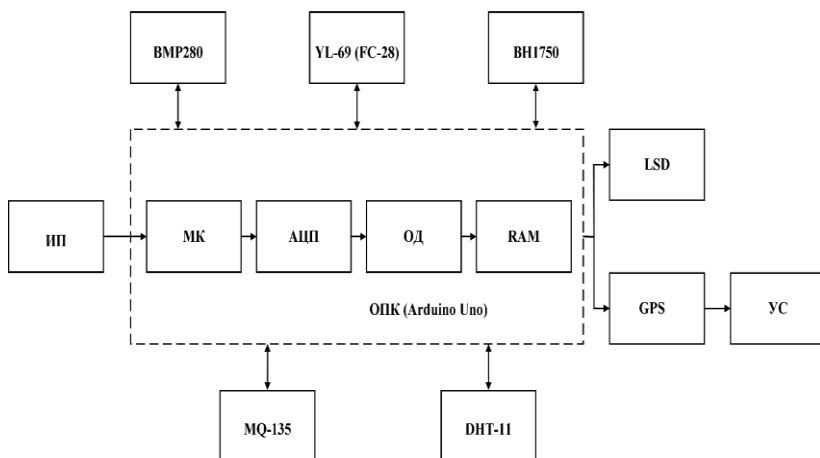 BMP280
YL-69 (FC-28)
BH1750
LSD
ИП
МК
АЦП
ОД
RAM
ОПК (Arduino Uno)
GPS
УС
MQ-135
DHT-11